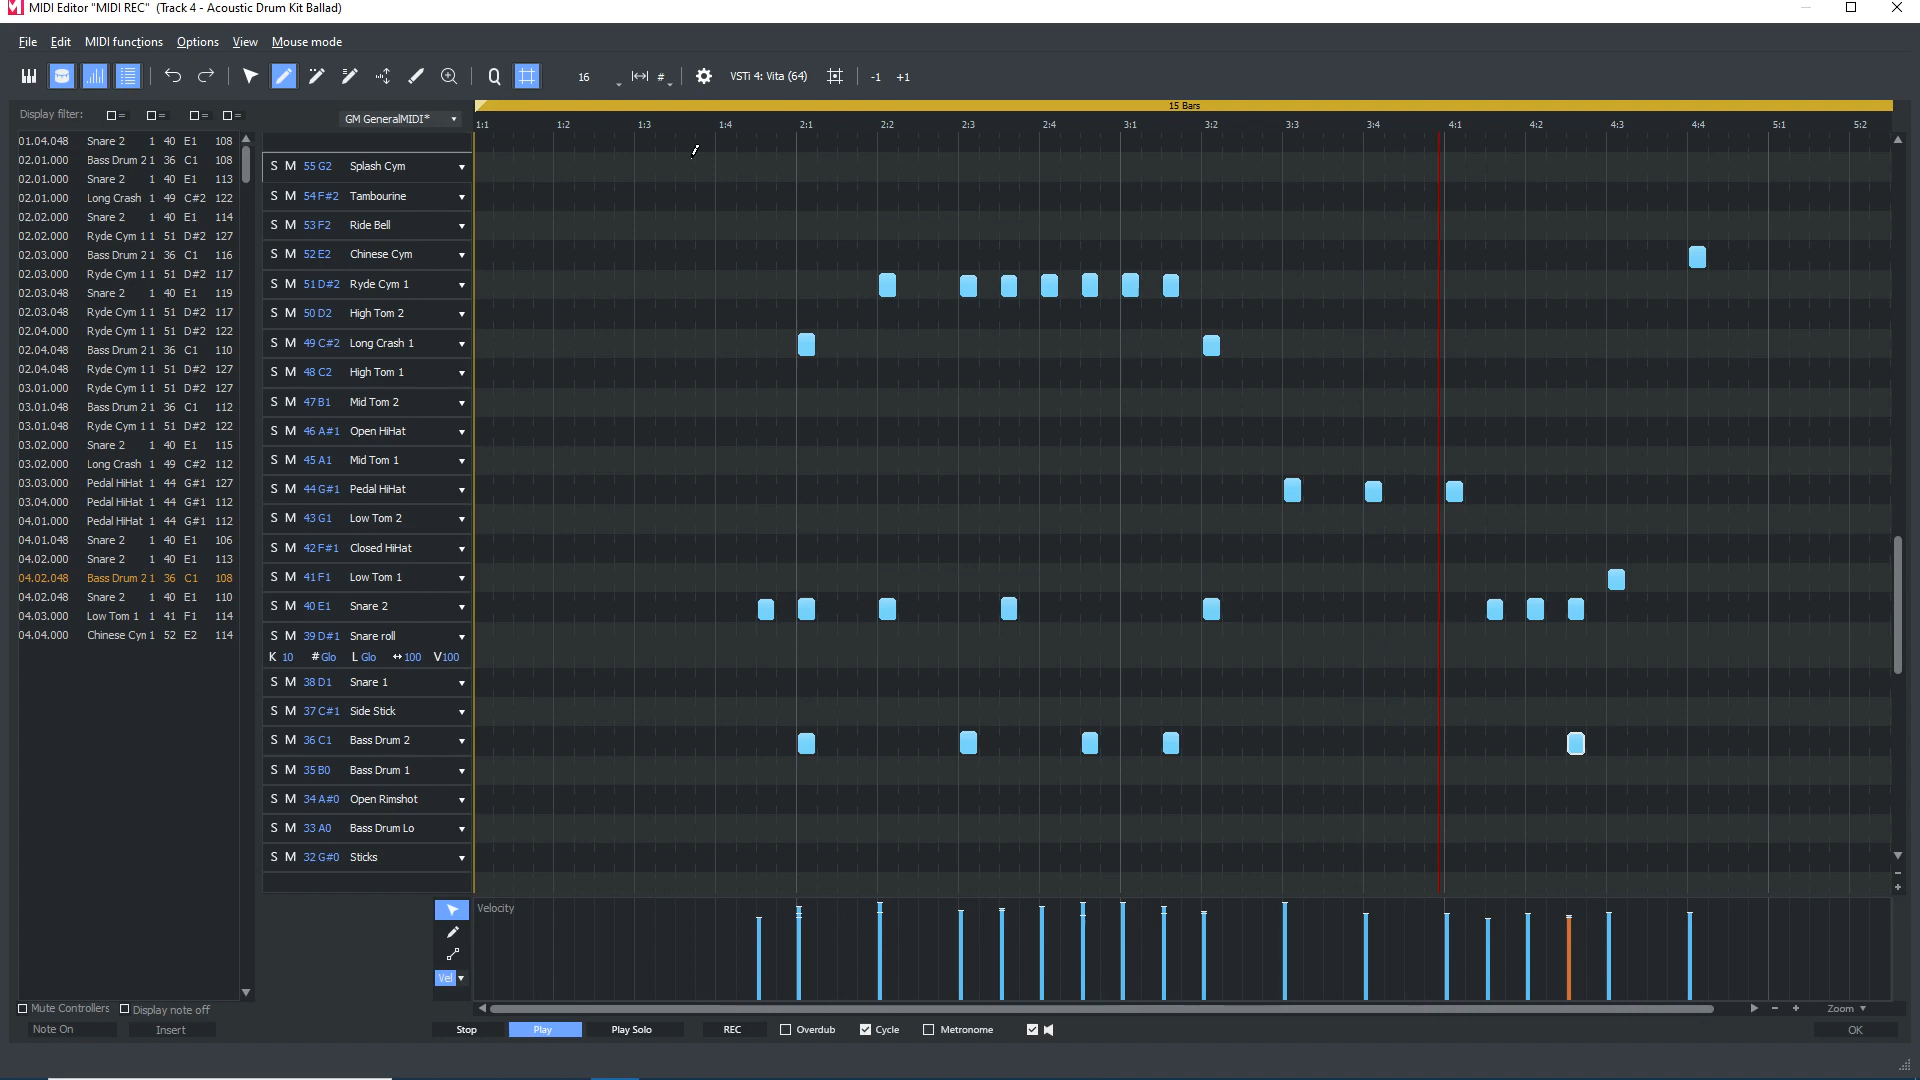 MIDI Editor "MIDI REC" (Track 4 - Acoustic Drum Kit Ballad)
File Edit MIDI functions Options View Mouse mode
Q 16 # VSTi 4: Vita (64) -1 +1
Display filter: = = = =
GM GeneralMIDI*
15 Bars
1:1 1:2 1:3 1:4 2:1 2:2 2:3 2:4 3:1 3:2 3:3 3:4 4:1 4:2 4:3 4:4 5:1 5:2
01.04.048 Snare 2 1 40 E1 108
02.01.000 Bass Drum 2 1 36 C1 108
02.01.000 Snare 2 1 40 E1 113
02.01.000 Long Crash 1 49 C#2 122
02.02.000 Snare 2 1 40 E1 114
02.02.000 Ryde Cym 1 1 51 D#2 127
02.03.000 Bass Drum 2 1 36 C1 116
02.03.000 Ryde Cym 1 1 51 D#2 117
02.03.048 Snare 2 1 40 E1 119
02.03.048 Ryde Cym 1 1 51 D#2 117
02.04.000 Ryde Cym 1 1 51 D#2 122
02.04.048 Bass Drum 2 1 36 C1 110
02.04.048 Ryde Cym 1 1 51 D#2 127
03.01.000 Ryde Cym 1 1 51 D#2 127
03.01.048 Bass Drum 2 1 36 C1 112
03.01.048 Ryde Cym 1 1 51 D#2 122
03.02.000 Snare 2 1 40 E1 115
03.02.000 Long Crash 1 49 C#2 112
03.03.000 Pedal HiHat 1 44 G#1 127
03.04.000 Pedal HiHat 1 44 G#1 112
04.01.000 Pedal HiHat 1 44 G#1 112
04.01.048 Snare 2 1 40 E1 106
04.02.000 Snare 2 1 40 E1 113
04.02.048 Bass Drum 2 1 36 C1 108
04.02.048 Snare 2 1 40 E1 110
04.03.000 Low Tom 1 1 41 F1 114
04.04.000 Chinese Cyn 1 52 E2 114
S M 55 G2 Splash Cym
S M 54 F#2 Tambourine
S M 53 F2 Ride Bell
S M 52 E2 Chinese Cym
S M 51 D#2 Ryde Cym 1
S M 50 D2 High Tom 2
S M 49 C#2 Long Crash 1
S M 48 C2 High Tom 1
S M 47 B1 Mid Tom 2
S M 46 A#1 Open HiHat
S M 45 A1 Mid Tom 1
S M 44 G#1 Pedal HiHat
S M 43 G1 Low Tom 2
S M 42 F#1 Closed HiHat
S M 41 F1 Low Tom 1
S M 40 E1 Snare 2
S M 39 D#1 Snare roll
K 10 # Glo L Glo ↔ 100 V 100
S M 38 D1 Snare 1
S M 37 C#1 Side Stick
S M 36 C1 Bass Drum 2
S M 35 B0 Bass Drum 1
S M 34 A#0 Open Rimshot
S M 33 A0 Bass Drum Lo
S M 32 G#0 Sticks
Velocity
Vel
Mute Controllers Display note off
Zoom
Note On Insert
Stop Play Play Solo REC Overdub Cycle Metronome
OK